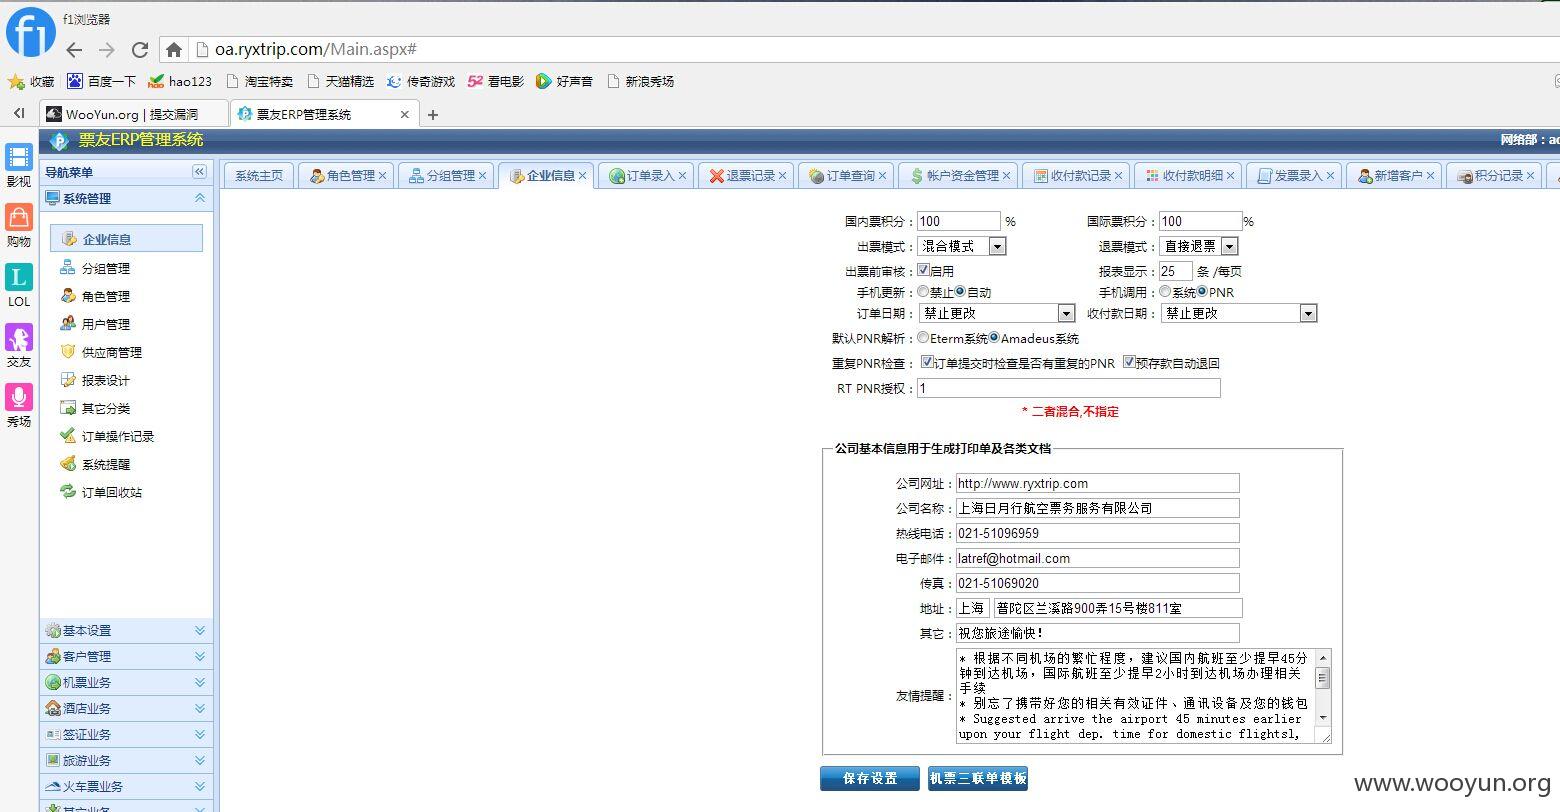 f1浏览器
oa.ryxtrip.com/Main.aspx#
收藏 百度一下 hao123 淘宝特卖 天猫精选 传奇游戏 52 看电影 好声音 新浪秀场
WooYun.org | 提交漏洞 票友ERP管理系统
票友ERP管理系统 网络部：ac
影视
购物
LOL
交友
秀场
导航菜单
系统管理
企业信息
分组管理
角色管理
用户管理
供应商管理
报表设计
其它分类
订单操作记录
系统提醒
订单回收站
基本设置
客户管理
机票业务
酒店业务
签证业务
旅游业务
火车票业务
其它业务
系统主页 角色管理 分组管理 企业信息 订单录入 退票记录 订单查询 帐户资金管理 收付款记录 收付款明细 发票录入 新增客户 积分记录
国内票积分：100 % 国际票积分：100 %
出票模式：混合模式 退票模式：直接退票
出票前审核：启用 报表显示：25 条 /每页
手机更新：禁止 自动 手机调用：系统 PNR
订单日期：禁止更改 收付款日期：禁止更改
默认PNR解析：Eterm系统 Amadeus系统
重复PNR检查：订单提交时检查是否有重复的PNR 预存款自动退回
RT PNR授权：1
* 二者混合,不指定
公司基本信息用于生成打印单及各类文档
公司网址：http://www.ryxtrip.com
公司名称：上海日月行航空票务服务有限公司
热线电话：021-51096959
电子邮件：latref@hotmail.com
传真：021-51069020
地址：上海 普陀区兰溪路900弄15号楼811室
其它：祝您旅途愉快！
友情提醒：
* 根据不同机场的繁忙程度，建议国内航班至少提早45分
钟到达机场，国际航班至少提早2小时到达机场办理相关
手续
* 别忘了携带好您的相关有效证件、通讯设备及您的钱包
* Suggested arrive the airport 45 minutes earlier
upon your flight dep. time for domestic flightsl,
保存设置 机票三联单模板
www.wooyun.org